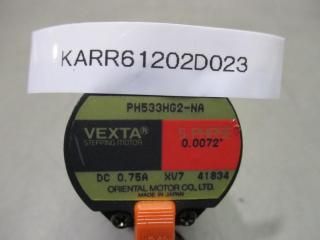 KARR61202D023
PH533HG2-NA
VEXTA®
STEPPING MOTOR
5 PHASE
0.0072°
DC 0.75A XV7 41834
ORIENTAL MOTOR CO., LTD.
MADE IN JAPAN